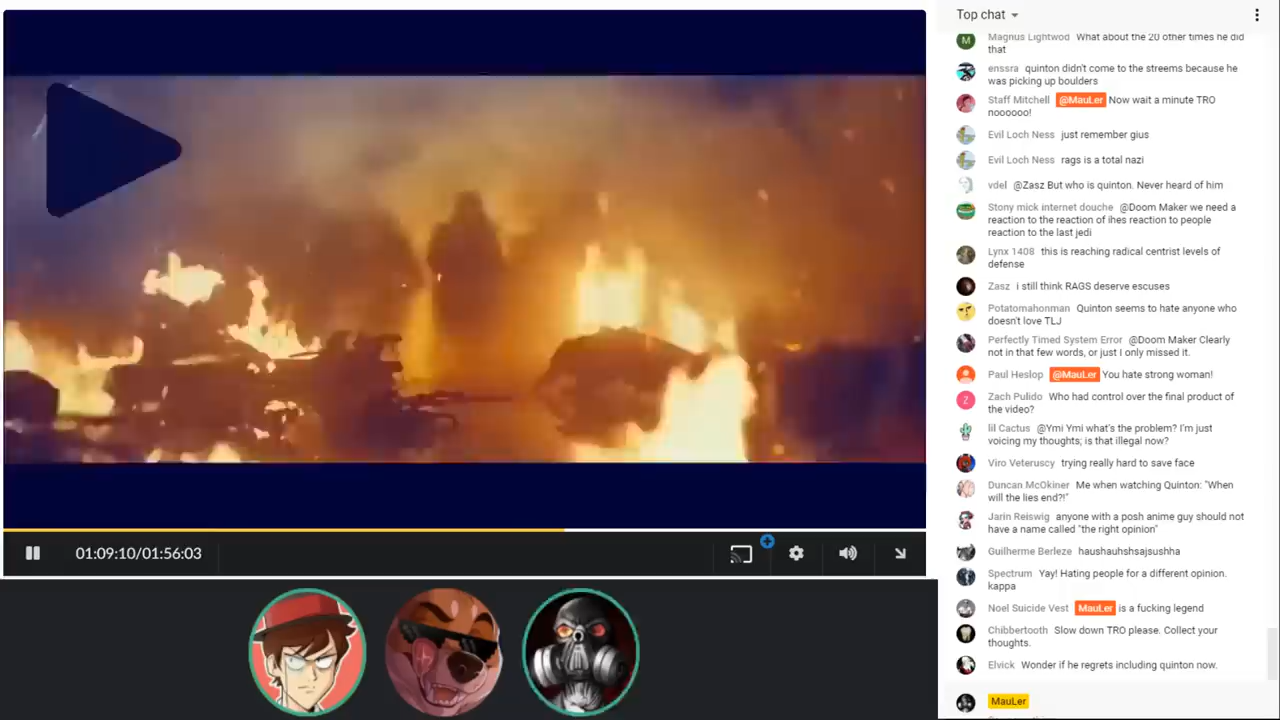 Top chat
Magnus Lightwod What about the 20 other times he did
that
enssra quinton didn't come to the streems because he
was picking up boulders
Staff Mitchell @MauLer Now wait a minute TRO
noooooo!
Evil Loch Ness just remember gius
Evil Loch Ness rags is a total nazi
vdel @Zasz But who is quinton. Never heard of him
Stony mick internet douche @Doom Maker we need a
reaction to the reaction of ihes reaction to people
reaction to the last jedi
Lynx 1408 this is reaching radical centrist levels of
defense
Zasz i still think RAGS deserve escuses
Potatomahonman Quinton seems to hate anyone who
doesn't love TLJ
Perfectly Timed System Error @Doom Maker Clearly
not in that few words, or just I only missed it.
Paul Heslop @MauLer You hate strong woman!
Z
Zach Pulido Who had control over the final product of
the video?
lil Cactus @Ymi Ymi what's the problem? I'm just
voicing my thoughts; is that illegal now?
Viro Veteruscy trying really hard to save face
Duncan McOkiner Me when watching Quinton: "When
will the lies end?!"
Jarin Reiswig anyone with a posh anime guy should not
have a name called "the right opinion"
Guilherme Berleze haushauhshsajsushha
Spectrum Yay! Hating people for a different opinion.
kappa
Noel Suicide Vest MauLer is a fucking legend
Chibbertooth Slow down TRO please. Collect your
thoughts.
Elvick Wonder if he regrets including quinton now.
MauLer
01:09:10/01:56:03